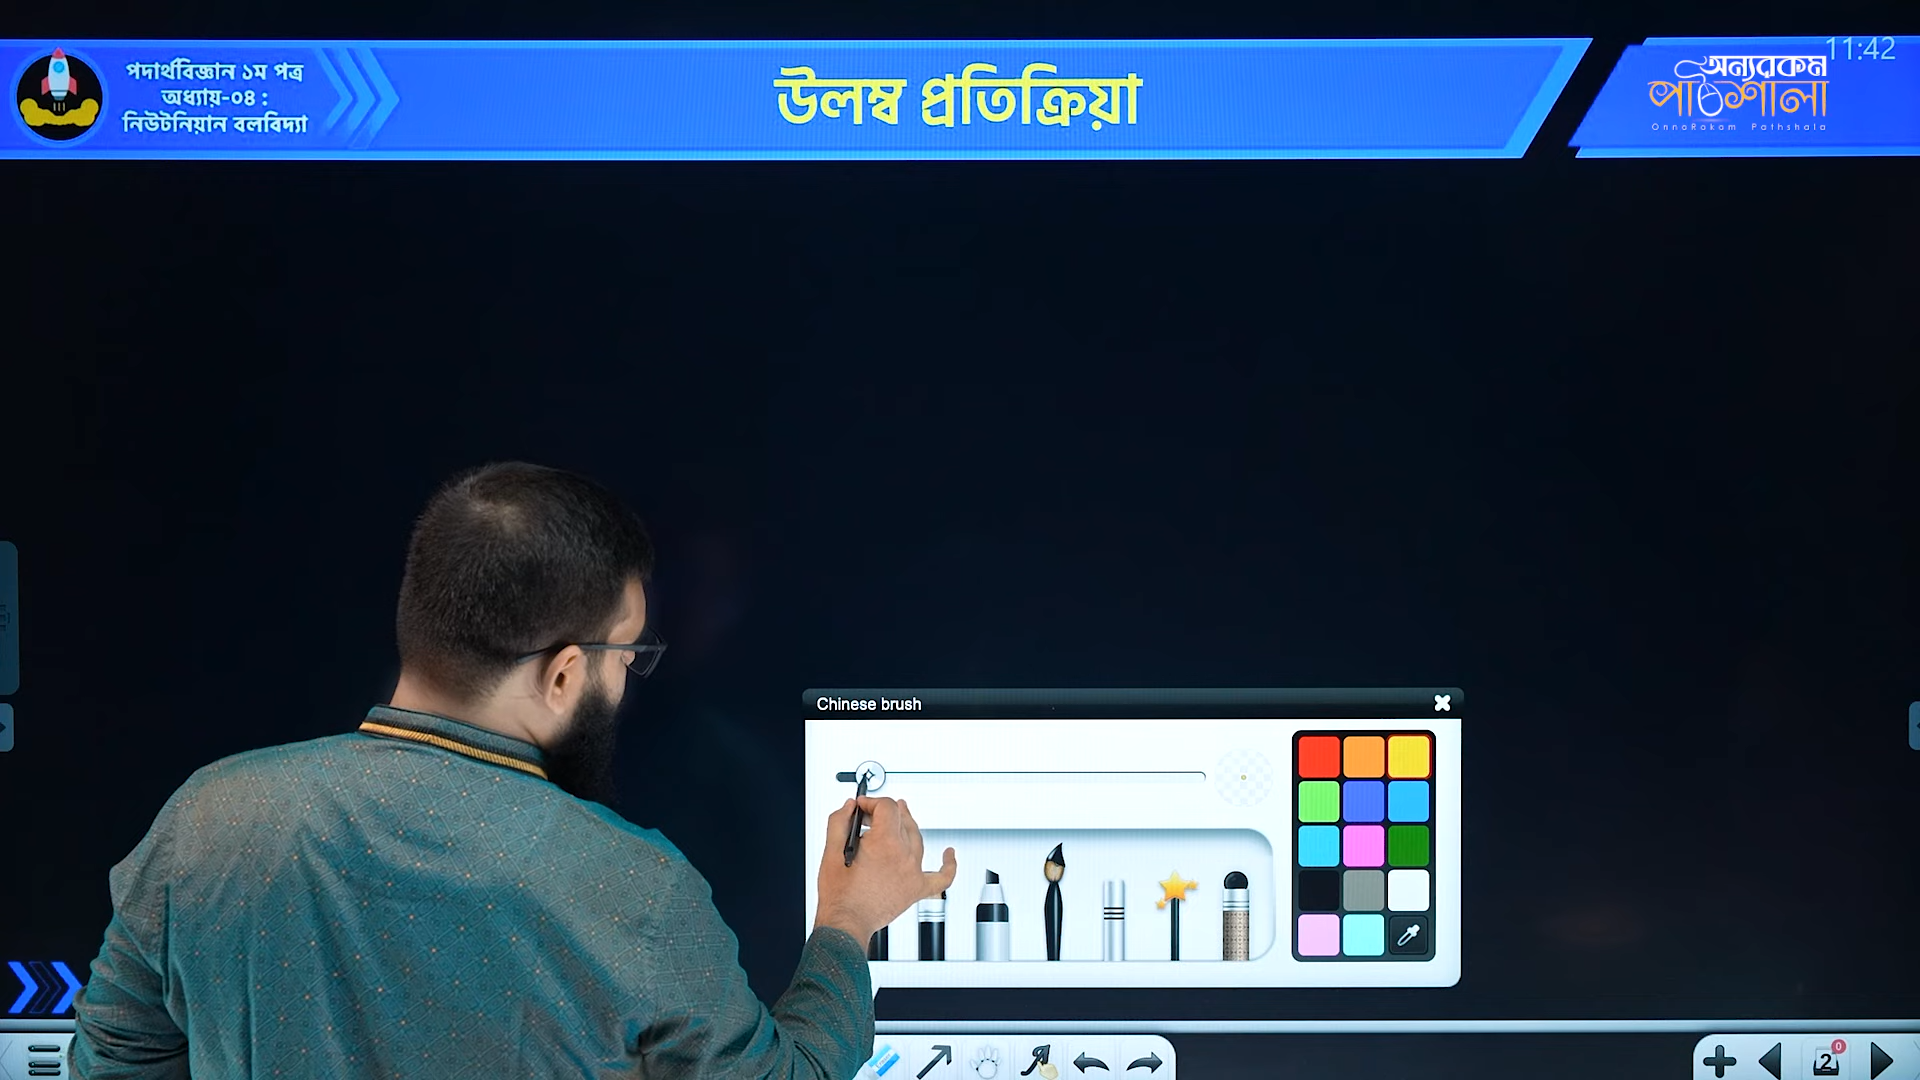 পদার্থবিজ্ঞান ১ম পত্র
অধ্যায়-০৪ :
নিউটনিয়ান বলবিদ্যা
উলম্ব প্রতিক্রিয়া
11:42
অন্যরকম
পাঠশালা
OnnoRokam Pathshala
Chinese brush
2
0